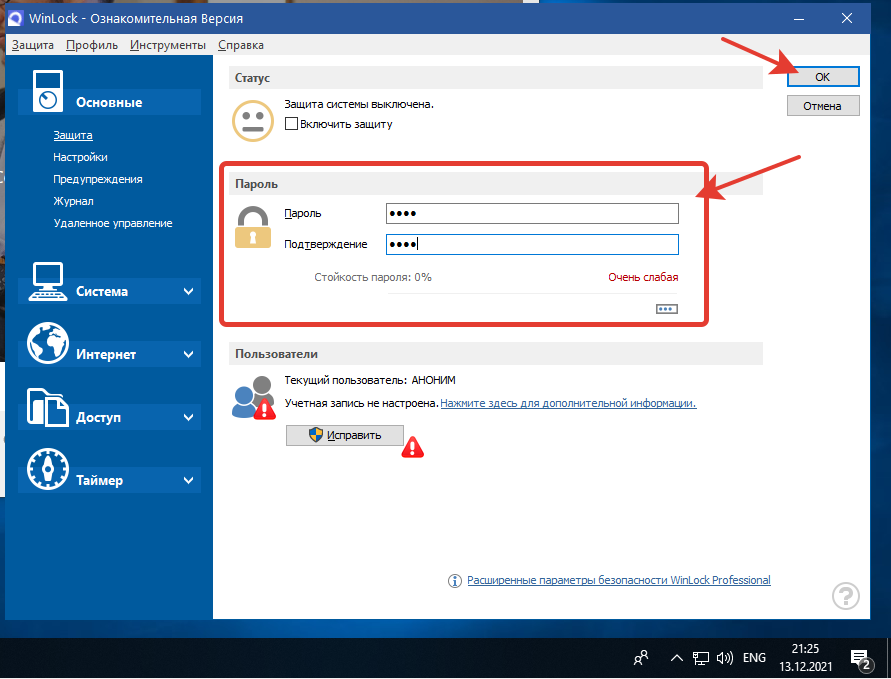 WinLock - Ознакомительная Версия
Защита Профиль Инструменты Справка
Основные
Защита
Настройки
Предупреждения
Журнал
Удаленное управление
Система
Интернет
Доступ
Таймер
Статус
Защита системы выключена.
Включить защиту
Пароль
Пароль ••••
Подтверждение ••••
Стойкость пароля: 0% Очень слабая
Пользователи
Текущий пользователь: АНОНИМ
Учетная запись не настроена. Нажмите здесь для дополнительной информации.
Исправить
Расширенные параметры безопасности WinLock Professional
OK
Отмена
?
ENG
21:25
13.12.2021
2